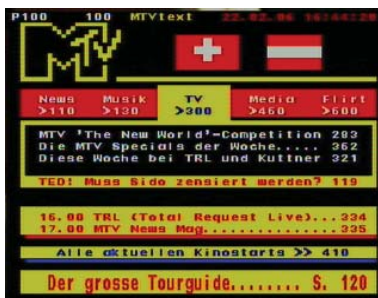 P100 100 MTVtext 22.02.06 16:44:20
MTV
News Musik TV Media Flirt
>110 >130 >300 >460 >600
MTV 'The New World'-Competition 203
Die MTV Specials der Woche..... 362
Diese Woche bei TRL und Kuttner 321
TED! Muss Sido zensiert werden? 119
16.00 TRL (Total Request Live)...334
17.00 MTV News Mag...............335
Alle aktuellen Kinostarts >> 410
Der grosse Tourguide........ S. 120